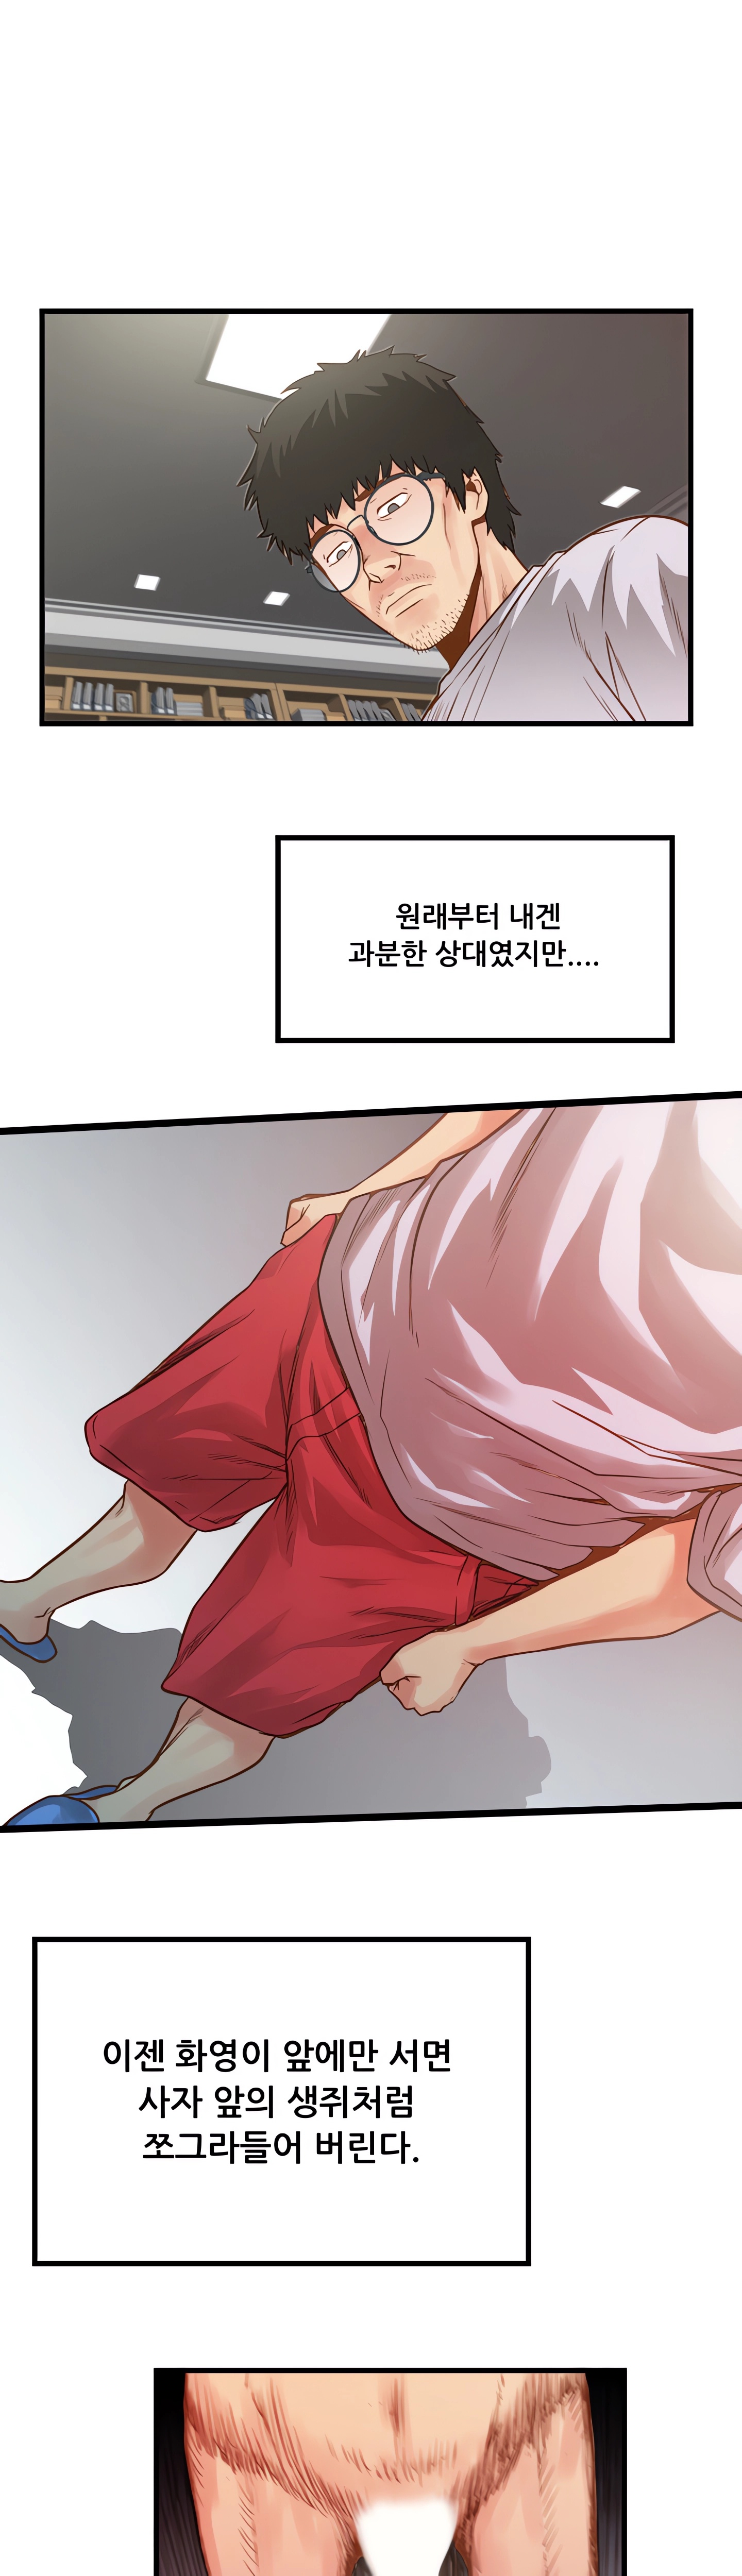 원래부터 내겐
과분한 상대였지만....
이젠 화영이 앞에만 서면
사자 앞의 생쥐처럼
쪼그라들어 버린다.